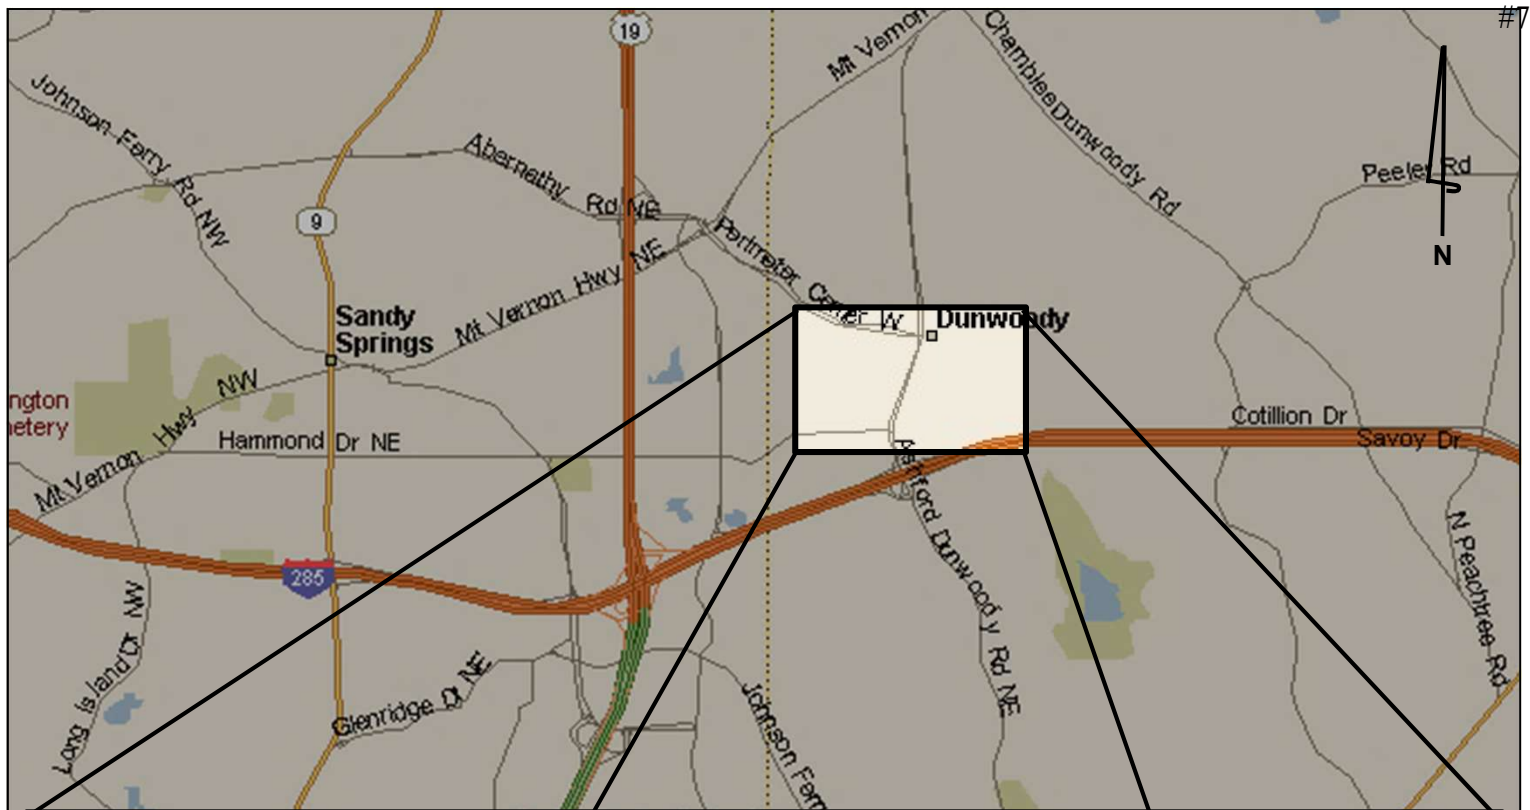 #7
19
Mt Vernon
Chamblee Dunwoody Rd
Johnson Ferry Rd NW
Abernathy Rd NE
Peeler Rd
9
Perimeter Center W
Mt Vernon Hwy NE
N
Sandy
Springs
Dunwoody
ngton
etery
Mt Vernon Hwy NW
Hammond Dr NE
Cotillion Dr
Savoy Dr
Ashford Dunwoody Rd NE
N Peachtree Rd
285
Long Island Dr NW
Glenridge Dr NE
Johnson Ferr